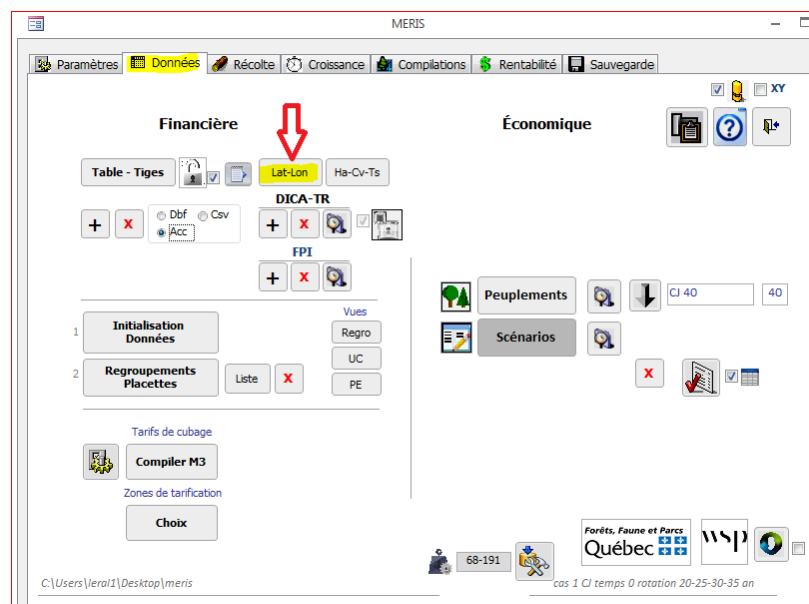 MERIS
Paramètres Données Récolte Croissance Compilations Rentabilité Sauvegarde
XY
Financière Économique
Table - Tiges Lat-Lon Ha-Cv-Ts
DICA-TR
+ x Dbf Csv + x
Acc
FPI
+ x
Peuplements CJ 40 40
Vues
1 Initialisation Données Regro Scénarios
UC
2 Regroupements Placettes Liste x PE x
Tarifs de cubage
Compiler M3
Zones de tarification
Choix
Forêts, Faune et Parcs
Québec wsp
68-191
C:\Users\leral1\Desktop\meris cas 1 CJ temps 0 rotation 20-25-30-35 an